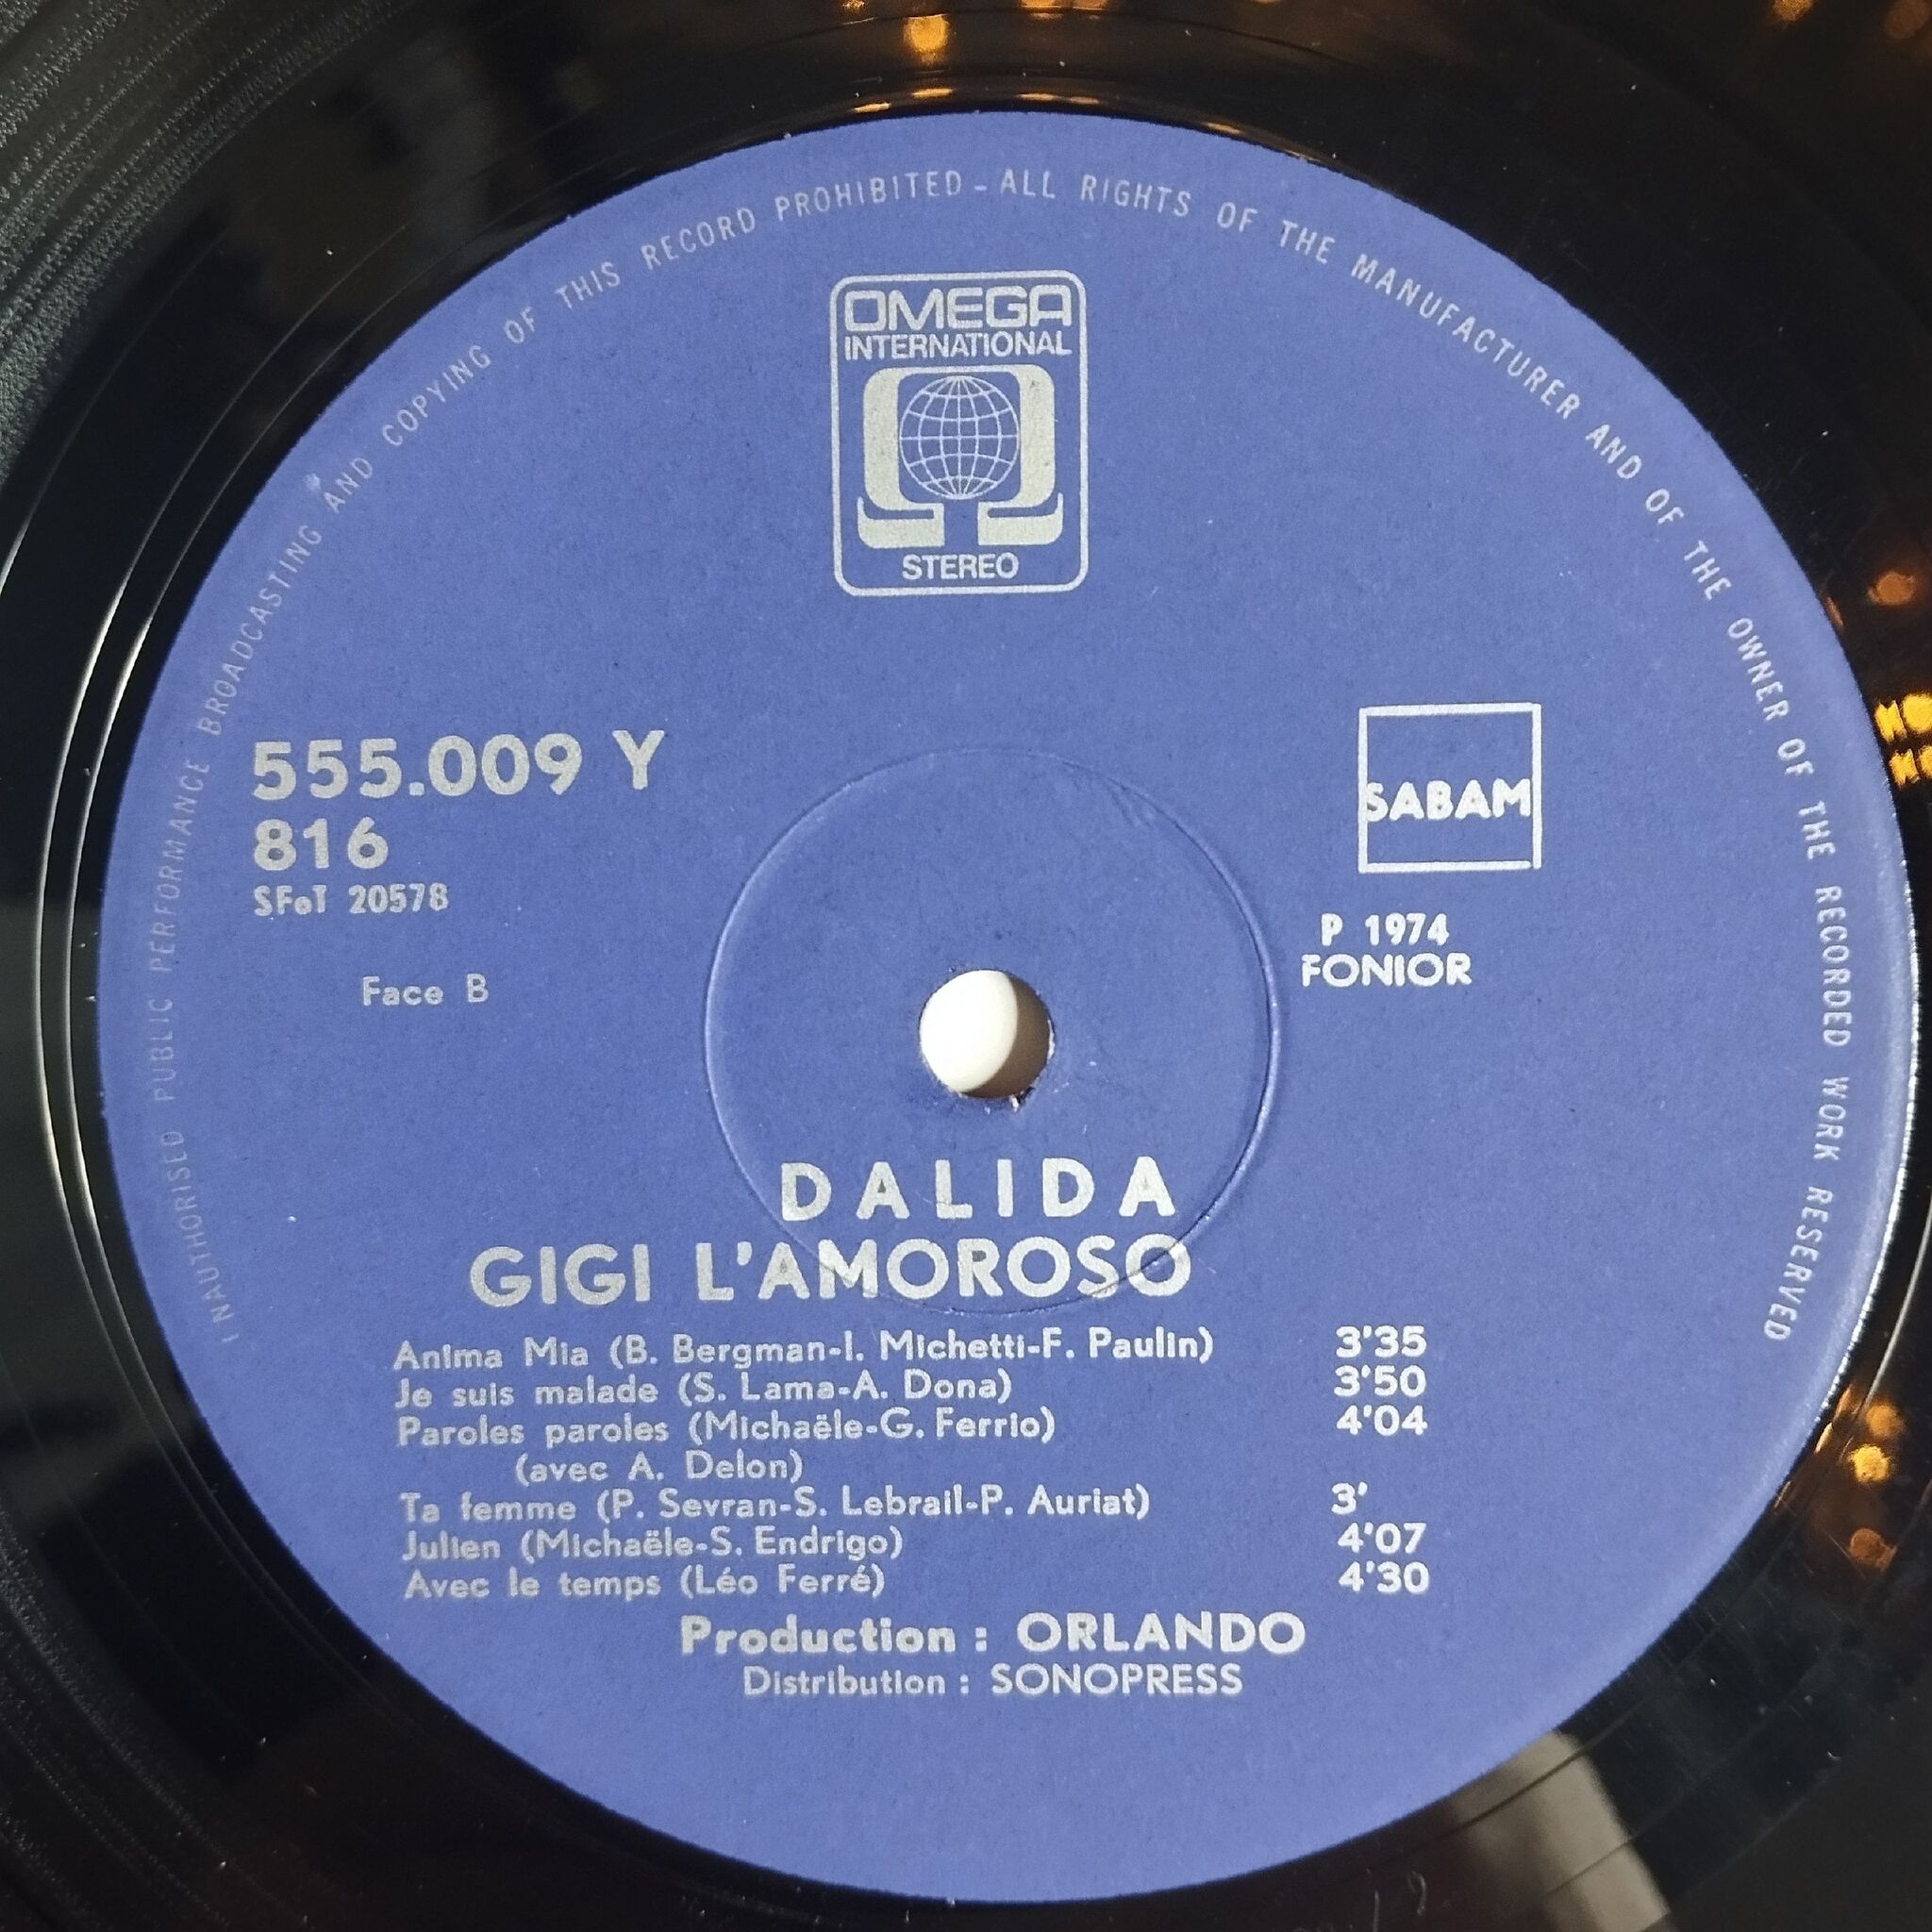 INAUTHORISED PUBLIC PERFORMANCE BROADCASTING AND COPYING OF THIS RECORD PROHIBITED - ALL RIGHTS OF THE MANUFACTURER AND OF THE OWNER OF THE RECORDED WORK RESERVED
OMEGA
INTERNATIONAL
STEREO
555.009 Y
816
SFoT 20578
Face B
SABAM
P 1974
FONIOR
DALIDA
GIGI L'AMOROSO
Anima Mia (B. Bergman-I. Michetti-F. Paulin) 3'35
Je suis malade (S. Lama-A. Dona) 3'50
Paroles paroles (Michaële-G. Ferrio) 4'04
(avec A. Delon)
Ta femme (P. Sevran-S. Lebrail-P. Auriat) 3'
Julien (Michaële-S. Endrigo) 4'07
Avec le temps (Léo Ferré) 4'30
Production : ORLANDO
Distribution : SONOPRESS